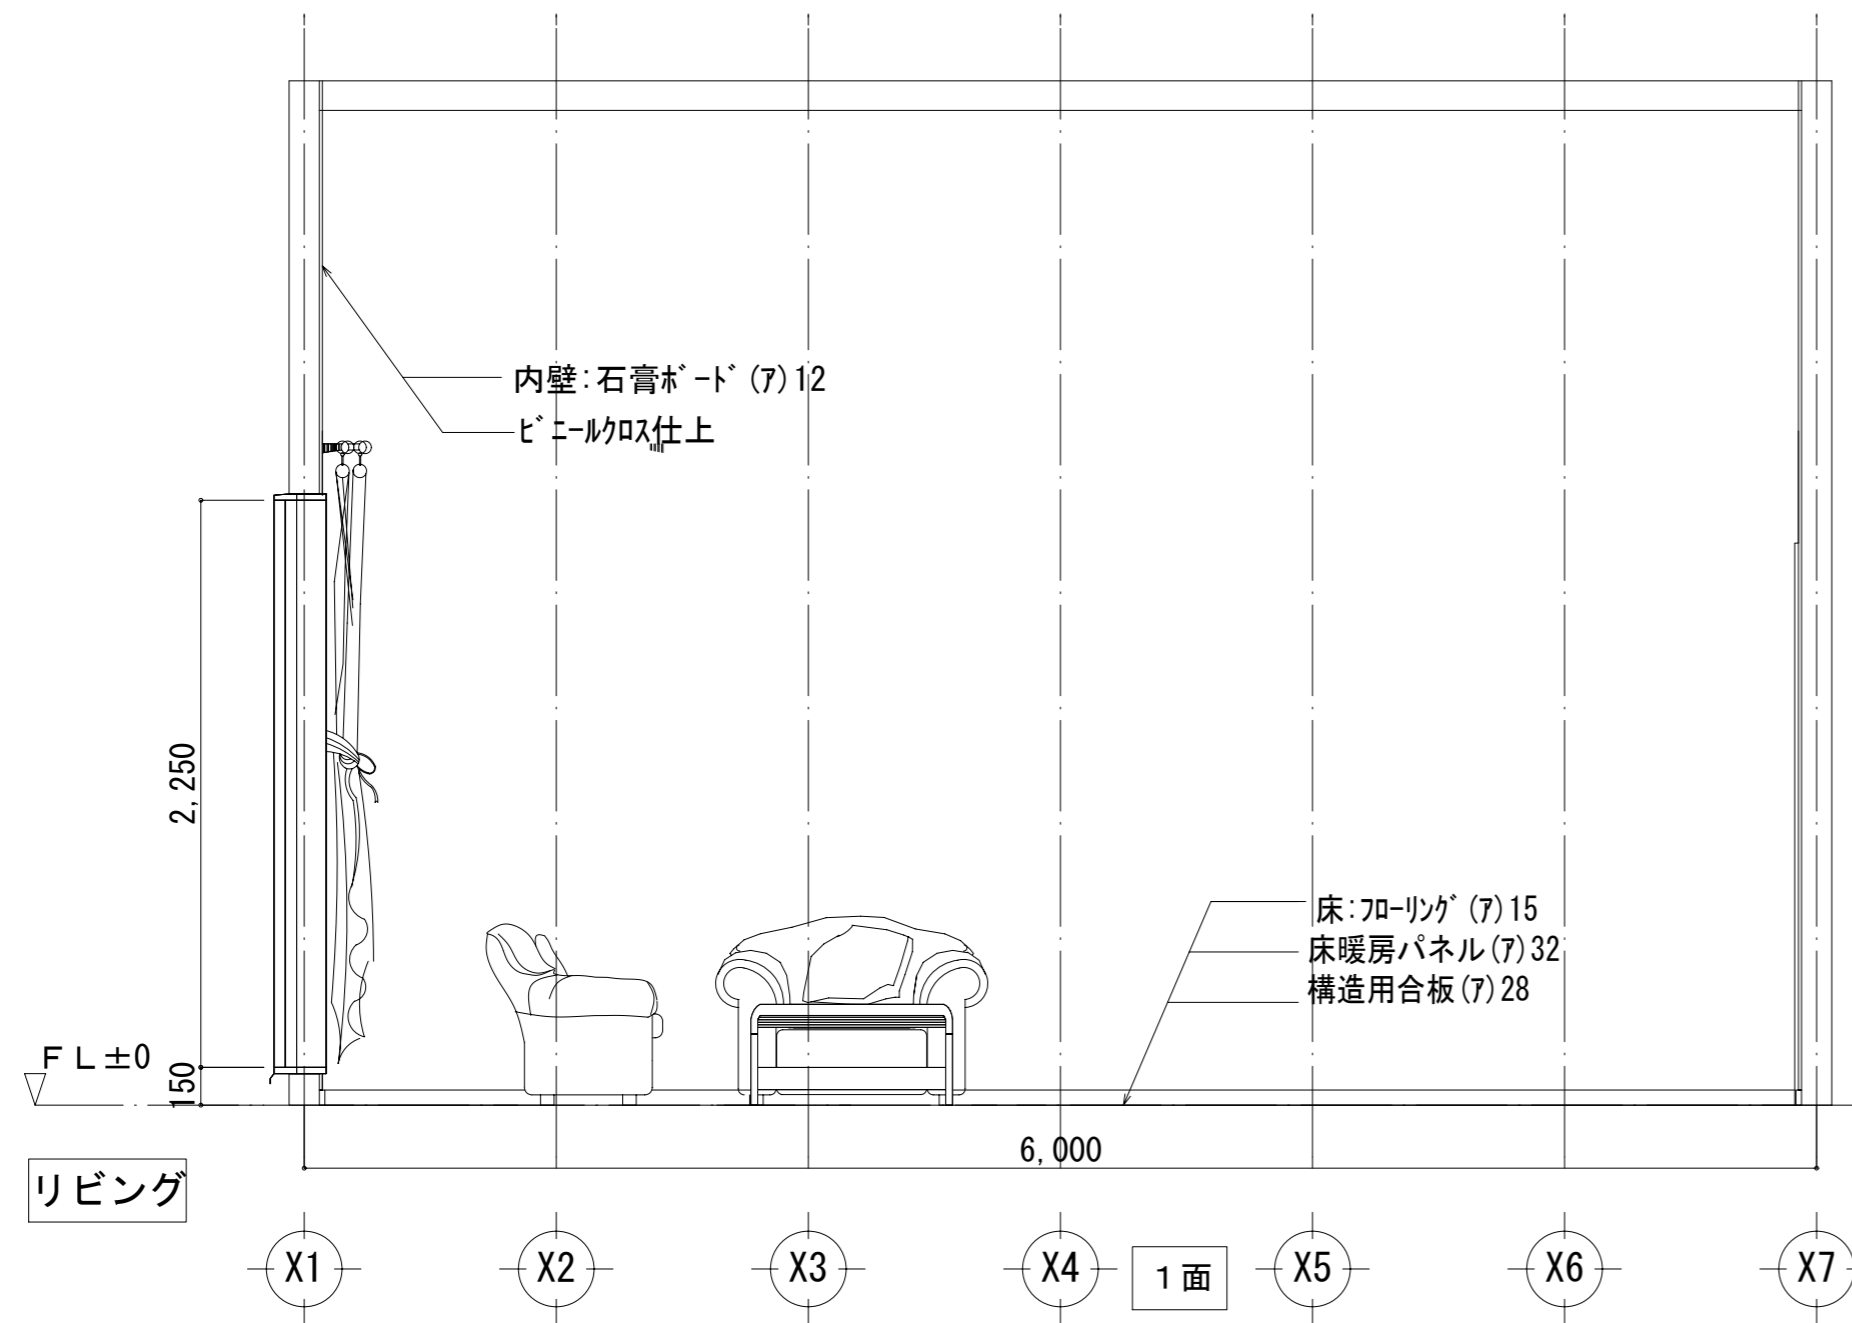 内壁:石膏ﾎﾞｰﾄﾞ(ｱ)12
ﾋﾞﾆｰﾙｸﾛｽ仕上
2,250
床:ﾌﾛｰﾘﾝｸﾞ(ｱ)15
床暖房パネル(ｱ)32
構造用合板(ｱ)28
ＦＬ±0
150
6,000
リビング
X1
X2
X3
X4
１面
X5
X6
X7